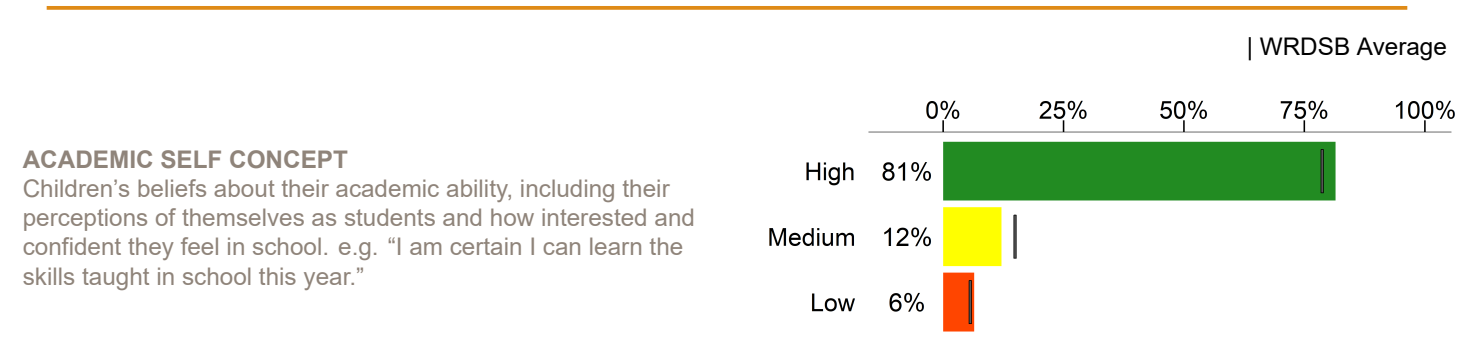 | WRDSB Average
0% 25% 50% 75% 100%
ACADEMIC SELF CONCEPT
Children’s beliefs about their academic ability, including their
perceptions of themselves as students and how interested and
confident they feel in school. e.g. “I am certain I can learn the
skills taught in school this year.”
High 81%
Medium 12%
Low 6%